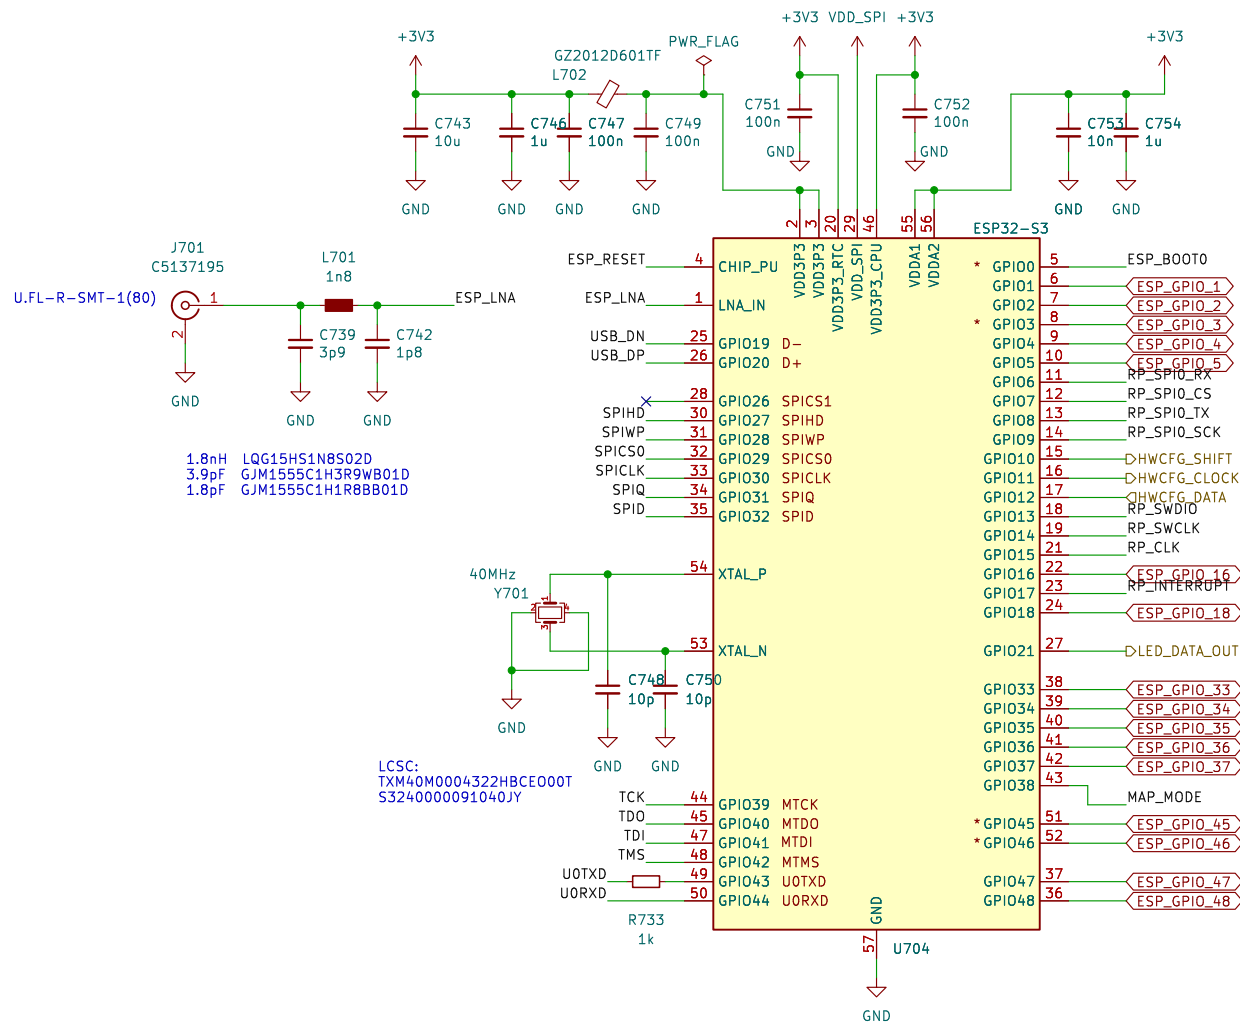 +3V3 VDD_SPI +3V3
+3V3 PWR_FLAG +3V3
GZ2012D601TF
L702
C743
10u
C746
1u
C747
100n
C749
100n
C751
100n
C752
100n
C753
10n
C754
1u
GND GND
GND GND GND GND GND GND
2 3 20 29 46 55 56
ESP32-S3
VDD3P3 VDD3P3 VDD3P3_RTC VDD_SPI VDD3P3_CPU VDDA1 VDDA2
J701
C5137195
U.FL-R-SMT-1(80)
1
2
GND
L701
1n8
ESP_LNA
C739
3p9
C742
1p8
GND GND
1.8nH LQG15HS1N8S02D
3.9pF GJM1555C1H3R9WB01D
1.8pF GJM1555C1H1R8BB01D
ESP_RESET 4 CHIP_PU
ESP_LNA 1 LNA_IN
USB_DN 25 GPIO19 D-
USB_DP 26 GPIO20 D+
28 GPIO26 SPICS1
SPIHD 30 GPIO27 SPIHD
SPIWP 31 GPIO28 SPIWP
SPICS0 32 GPIO29 SPICS0
SPICLK 33 GPIO30 SPICLK
SPIQ 34 GPIO31 SPIQ
SPID 35 GPIO32 SPID
54 XTAL_P
53 XTAL_N
40MHz
Y701
1
2 4
3
GND
C748
10p
C750
10p
GND GND
LCSC:
TXM40M0004322HBCEO00T
S3240000091040JY
TCK 44 GPIO39 MTCK
TDO 45 GPIO40 MTDO
TDI 47 GPIO41 MTDI
TMS 48 GPIO42 MTMS
U0TXD 49 GPIO43 U0TXD
U0RXD 50 GPIO44 U0RXD
R733
1k
* GPIO0 5 ESP_BOOT0
GPIO1 6 ESP_GPIO_1
GPIO2 7 ESP_GPIO_2
* GPIO3 8 ESP_GPIO_3
GPIO4 9 ESP_GPIO_4
GPIO5 10 ESP_GPIO_5
GPIO6 11 RP_SPI0_RX
GPIO7 12 RP_SPI0_CS
GPIO8 13 RP_SPI0_TX
GPIO9 14 RP_SPI0_SCK
GPIO10 15 HWCFG_SHIFT
GPIO11 16 HWCFG_CLOCK
GPIO12 17 HWCFG_DATA
GPIO13 18 RP_SWDIO
GPIO14 19 RP_SWCLK
GPIO15 21 RP_CLK
GPIO16 22 ESP_GPIO_16
GPIO17 23 RP_INTERRUPT
GPIO18 24 ESP_GPIO_18
GPIO21 27 LED_DATA_OUT
GPIO33 38 ESP_GPIO_33
GPIO34 39 ESP_GPIO_34
GPIO35 40 ESP_GPIO_35
GPIO36 41 ESP_GPIO_36
GPIO37 42 ESP_GPIO_37
GPIO38 43 MAP_MODE
* GPIO45 51 ESP_GPIO_45
* GPIO46 52 ESP_GPIO_46
GPIO47 37 ESP_GPIO_47
GPIO48 36 ESP_GPIO_48
GND
57
U704
GND